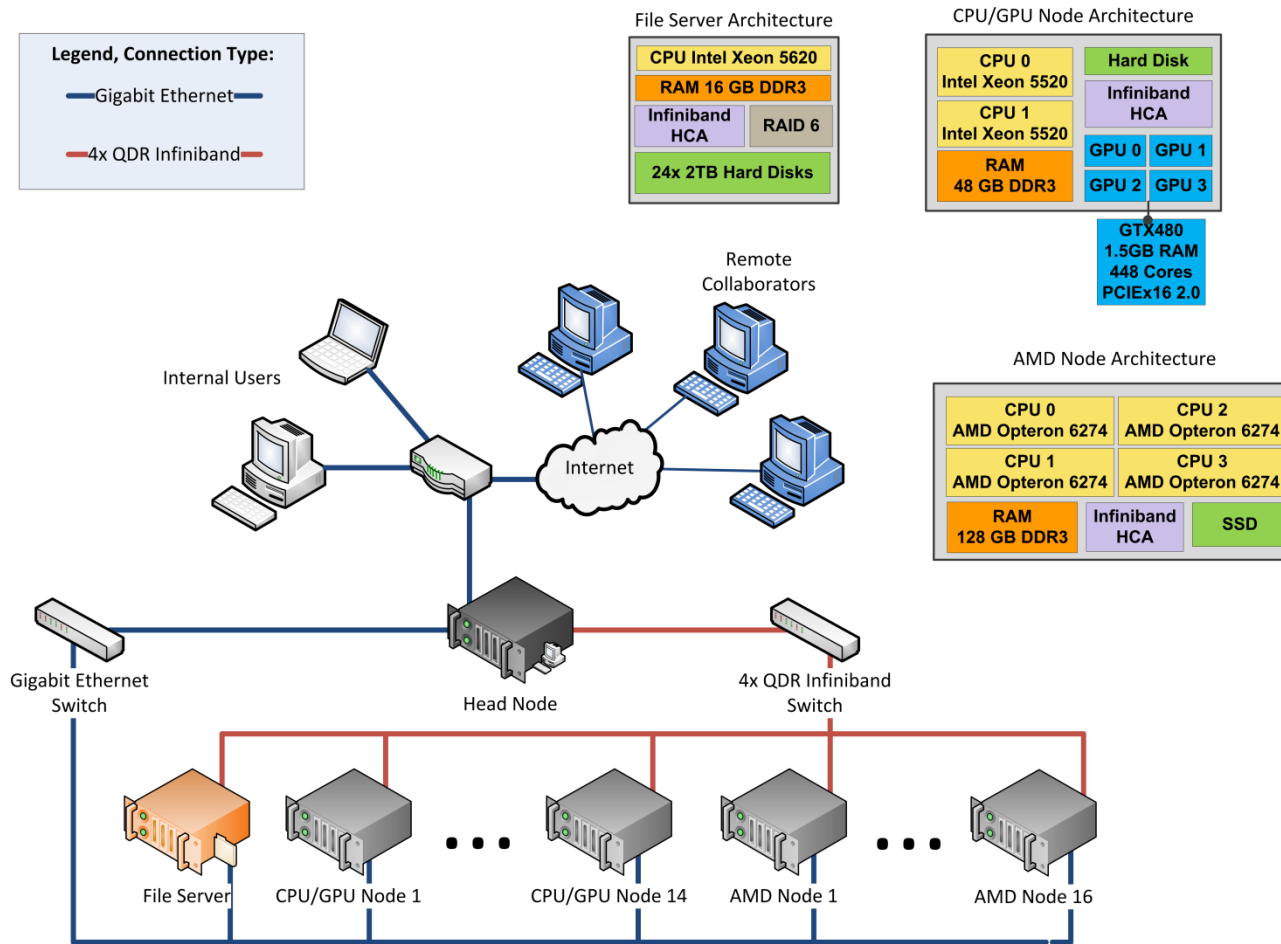 Legend, Connection Type:
Gigabit Ethernet
4x QDR Infiniband
File Server Architecture
CPU Intel Xeon 5620
RAM 16 GB DDR3
Infiniband
HCA
RAID 6
24x 2TB Hard Disks
CPU/GPU Node Architecture
CPU 0
Intel Xeon 5520
CPU 1
Intel Xeon 5520
RAM
48 GB DDR3
Hard Disk
Infiniband
HCA
GPU 0
GPU 1
GPU 2
GPU 3
GTX480
1.5GB RAM
448 Cores
PCIEx16 2.0
Remote
Collaborators
Internal Users
Internet
AMD Node Architecture
CPU 0
AMD Opteron 6274
CPU 2
AMD Opteron 6274
CPU 1
AMD Opteron 6274
CPU 3
AMD Opteron 6274
RAM
128 GB DDR3
Infiniband
HCA
SSD
Gigabit Ethernet
Switch
Head Node
4x QDR Infiniband
Switch
File Server
CPU/GPU Node 1
CPU/GPU Node 14
AMD Node 1
AMD Node 16